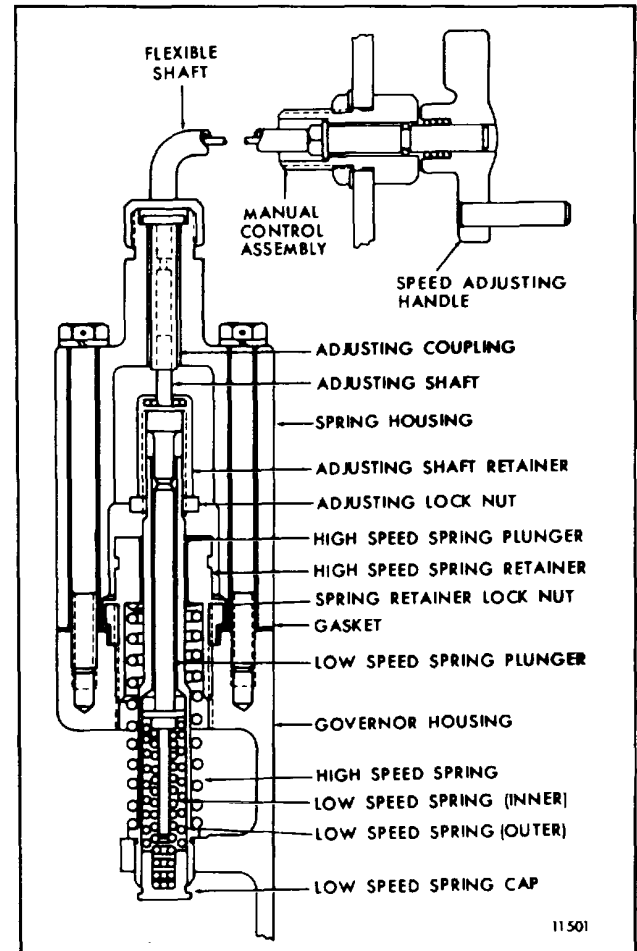 FLEXIBLE
SHAFT
MANUAL
CONTROL
ASSEMBLY
SPEED ADJUSTING
HANDLE
ADJUSTING COUPLING
ADJUSTING SHAFT
SPRING HOUSING
ADJUSTING SHAFT RETAINER
ADJUSTING LOCK NUT
HIGH SPEED SPRING PLUNGER
HIGH SPEED SPRING RETAINER
SPRING RETAINER LOCK NUT
GASKET
LOW SPEED SPRING PLUNGER
GOVERNOR HOUSING
HIGH SPEED SPRING
LOW SPEED SPRING (INNER)
LOW SPEED SPRING (OUTER)
LOW SPEED SPRING CAP
11501